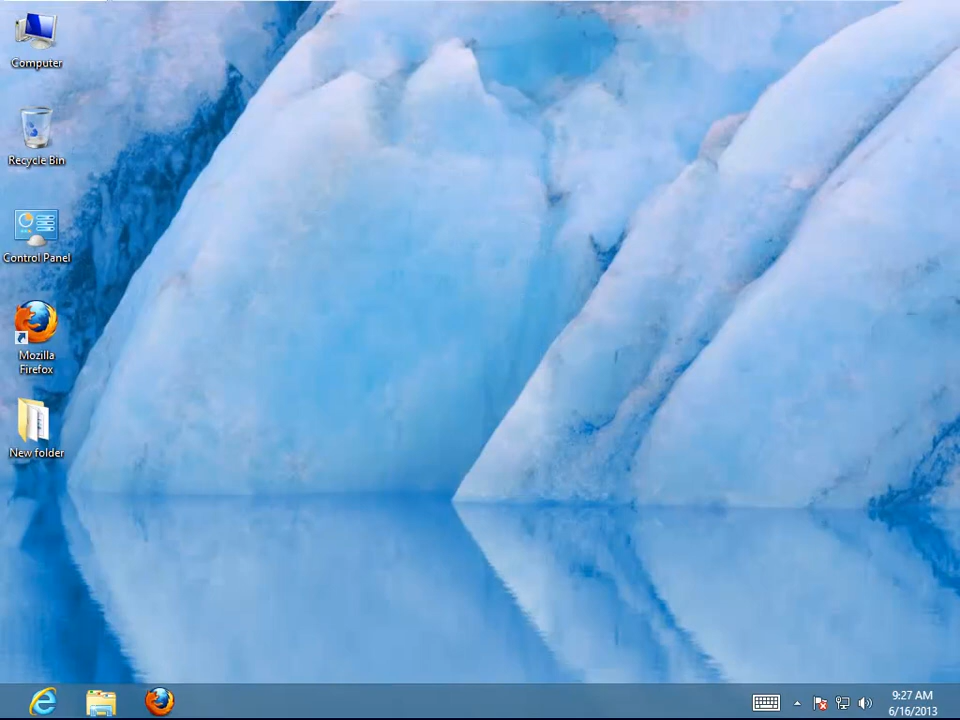 Computer
Recycle Bin
Control Panel
Mozilla
Firefox
New folder
9:27 AM
6/16/2013